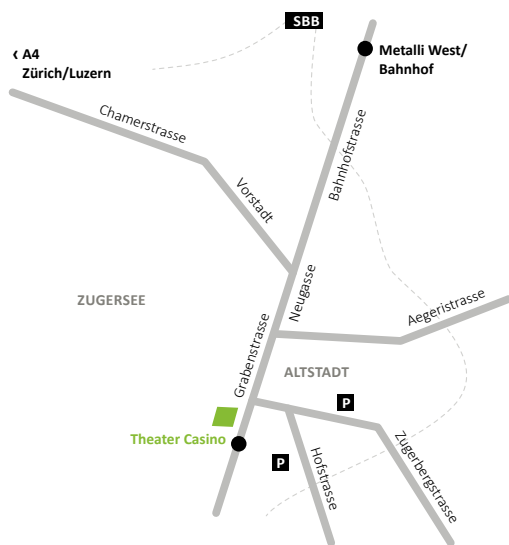 SBB
‹ A4
Zürich/Luzern
Metalli West/
Bahnhof
Chamerstrasse
Bahnhofstrasse
Vorstadt
ZUGERSEE
Neugasse
Aegeristrasse
Grabenstrasse
ALTSTADT
P
Theater Casino
P
Hofstrasse
Zugerbergstrasse